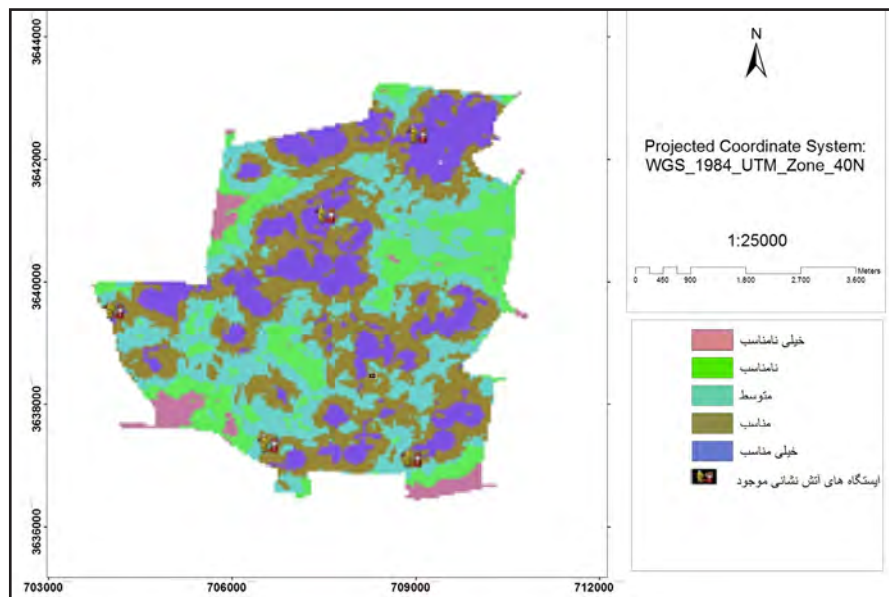 3644000
3642000
3640000
3638000
3636000
703000
706000
709000
712000
N
Projected Coordinate System:
WGS_1984_UTM_Zone_40N
1:25000
0 450 900 1,800 2,700 3,600 Meters
خیلی نامناسب
نامناسب
متوسط
مناسب
خیلی مناسب
ایستگاه های آتش نشانی موجود